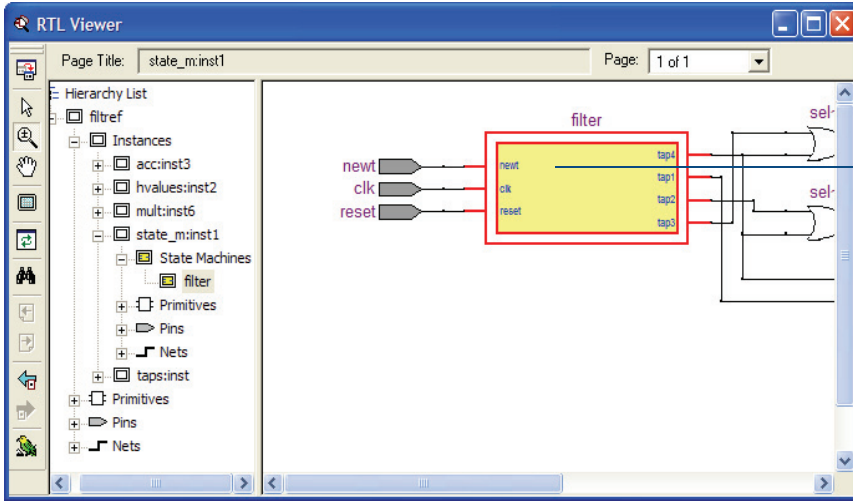 RTL Viewer
Page Title: state_m:inst1
Page: 1 of 1
Hierarchy List
filtref
Instances
acc:inst3
hvalues:inst2
mult:inst6
state_m:inst1
State Machines
filter
Primitives
Pins
Nets
taps:inst
Primitives
Pins
Nets
filter
sel
newt
clk
reset
newt
clk
reset
tap4
tap1
tap2
tap3
sel